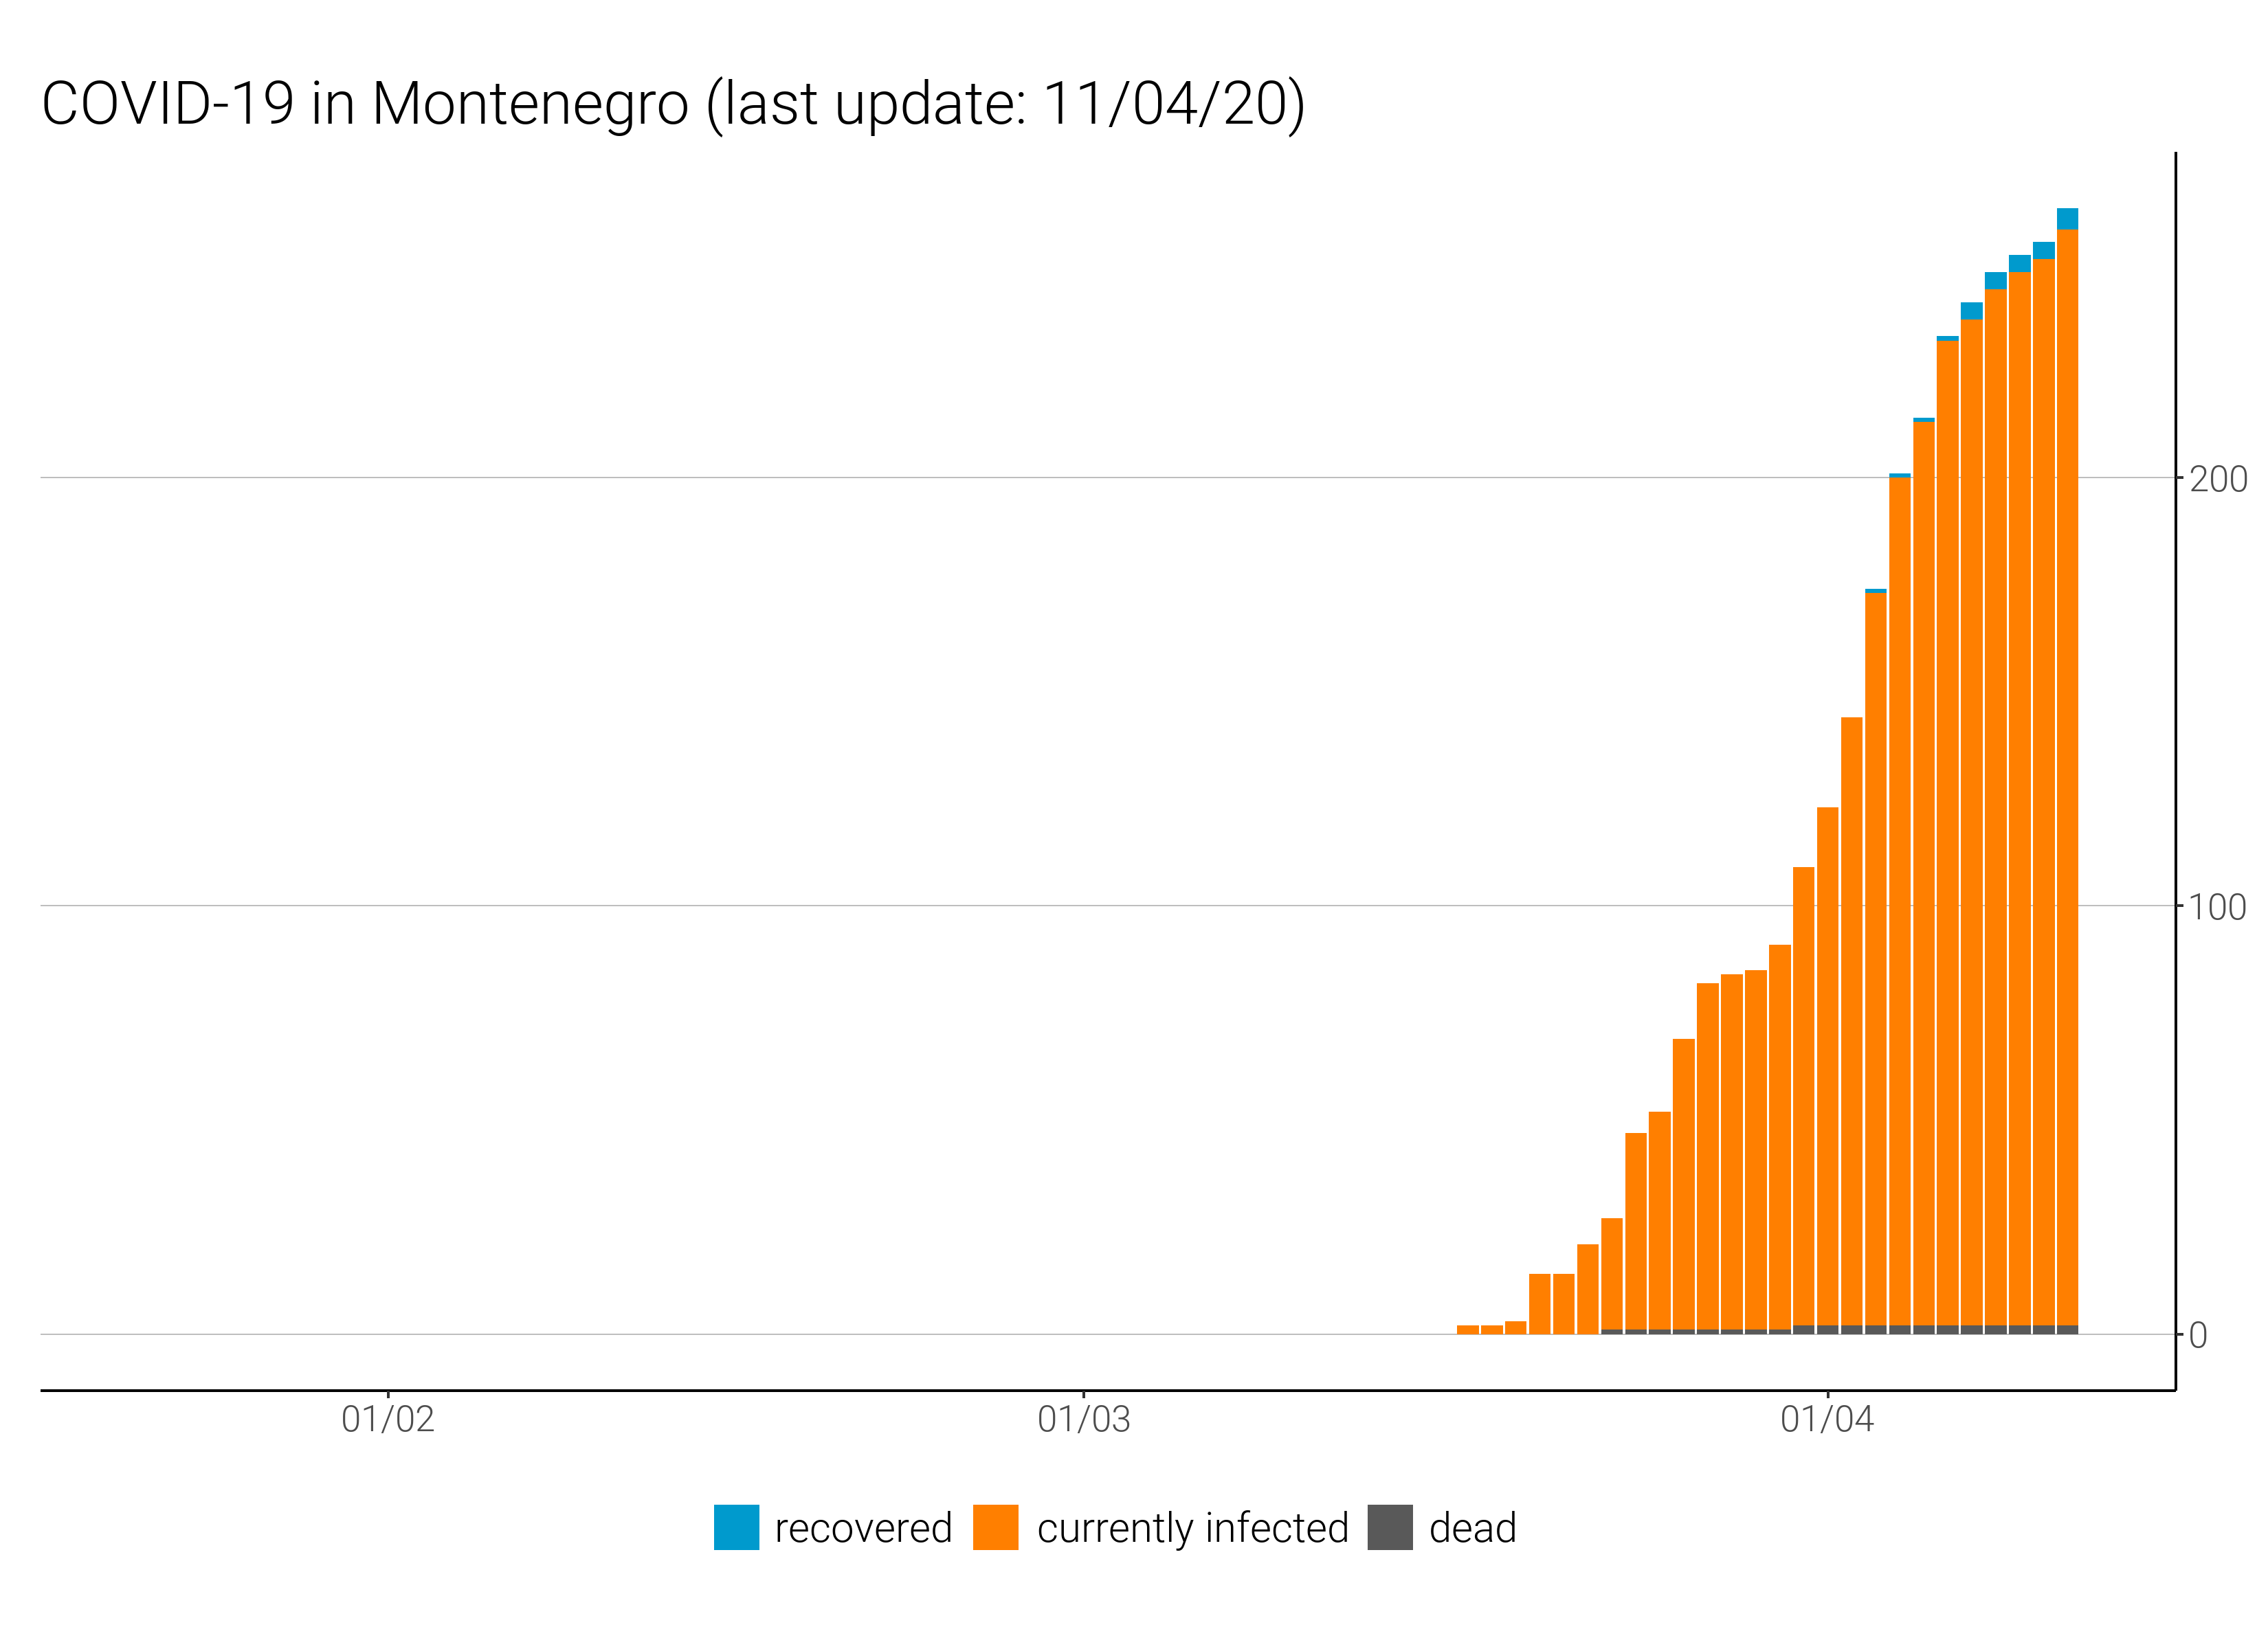 COVID-19 in Montenegro (last update: 11/04/20)
200
100
0
01/02 01/03 01/04
recovered currently infected dead